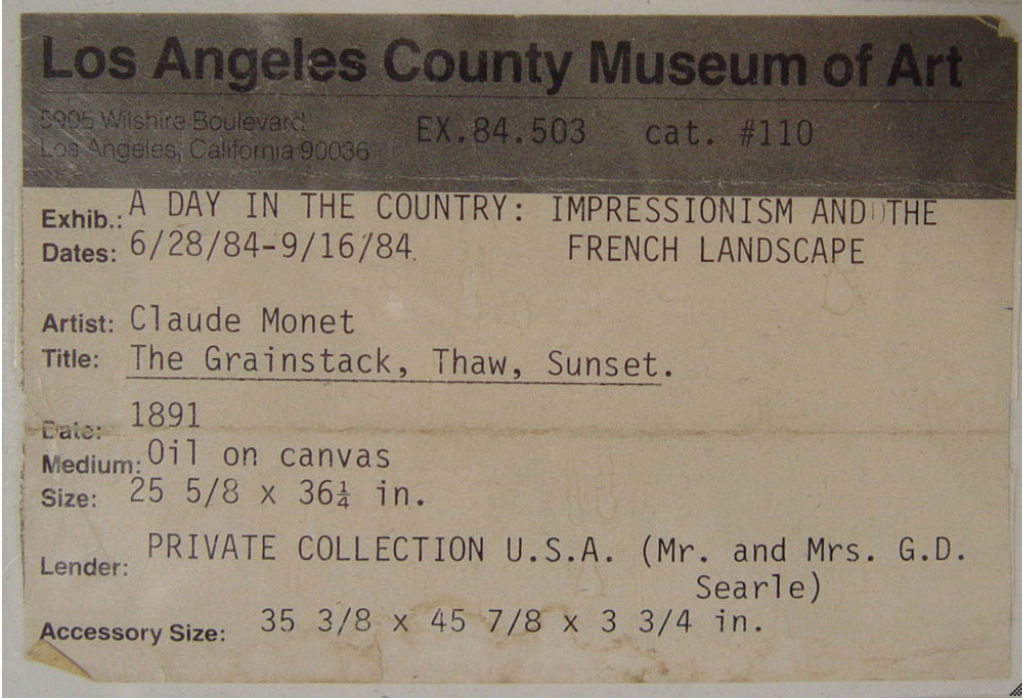 Los Angeles County Museum of Art
5905 Wilshire Boulevard
Los Angeles, California 90036
EX.84.503 cat. #110
Exhib.: A DAY IN THE COUNTRY: IMPRESSIONISM AND THE
Dates: 6/28/84-9/16/84 FRENCH LANDSCAPE
Artist: Claude Monet
Title: The Grainstack, Thaw, Sunset.
Date: 1891
Medium: Oil on canvas
Size: 25 5/8 x 36¼ in.
Lender: PRIVATE COLLECTION U.S.A. (Mr. and Mrs. G.D.
Searle)
Accessory Size: 35 3/8 x 45 7/8 x 3 3/4 in.